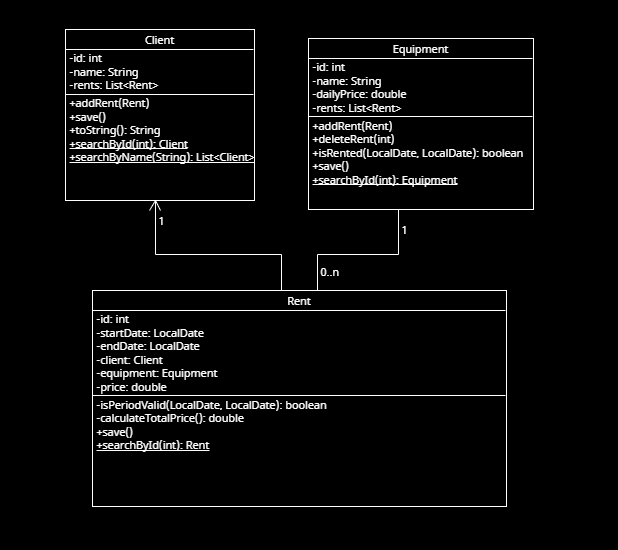 Client
-id: int
-name: String
-rents: List<Rent>
+addRent(Rent)
+save()
+toString(): String
+searchById(int): Client
+searchByName(String): List<Client>
Equipment
-id: int
-name: String
-dailyPrice: double
-rents: List<Rent>
+addRent(Rent)
+deleteRent(int)
+isRented(LocalDate, LocalDate): boolean
+save()
+searchById(int): Equipment
1
1
0..n
Rent
-id: int
-startDate: LocalDate
-endDate: LocalDate
-client: Client
-equipment: Equipment
-price: double
-isPeriodValid(LocalDate, LocalDate): boolean
-calculateTotalPrice(): double
+save()
+searchById(int): Rent